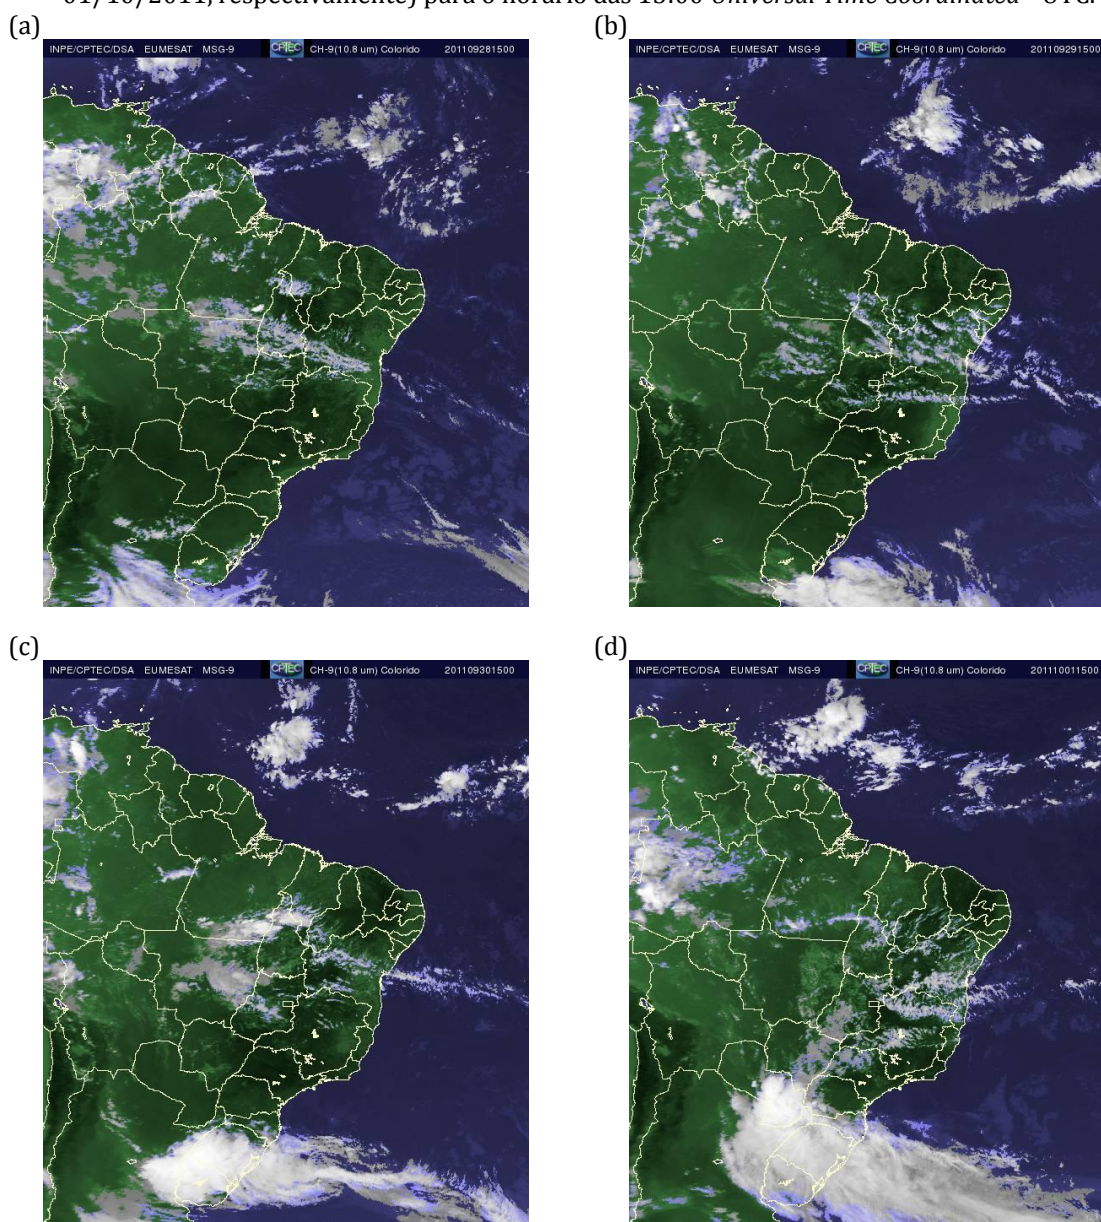 01/10/2011, respectivamente) para o horário das 15:00 Universal Time Coordinated – UTC.
(a)
INPE/CPTEC/DSA EUMESAT MSG-9 CPTEC CH-9(10.8 um) Colorido 201109281500
(b)
INPE/CPTEC/DSA EUMESAT MSG-9 CPTEC CH-9(10.8 um) Colorido 201109291500
(c)
INPE/CPTEC/DSA EUMESAT MSG-9 CPTEC CH-9(10.8 um) Colorido 201109301500
(d)
INPE/CPTEC/DSA EUMESAT MSG-9 CPTEC CH-9(10.8 um) Colorido 201110011500